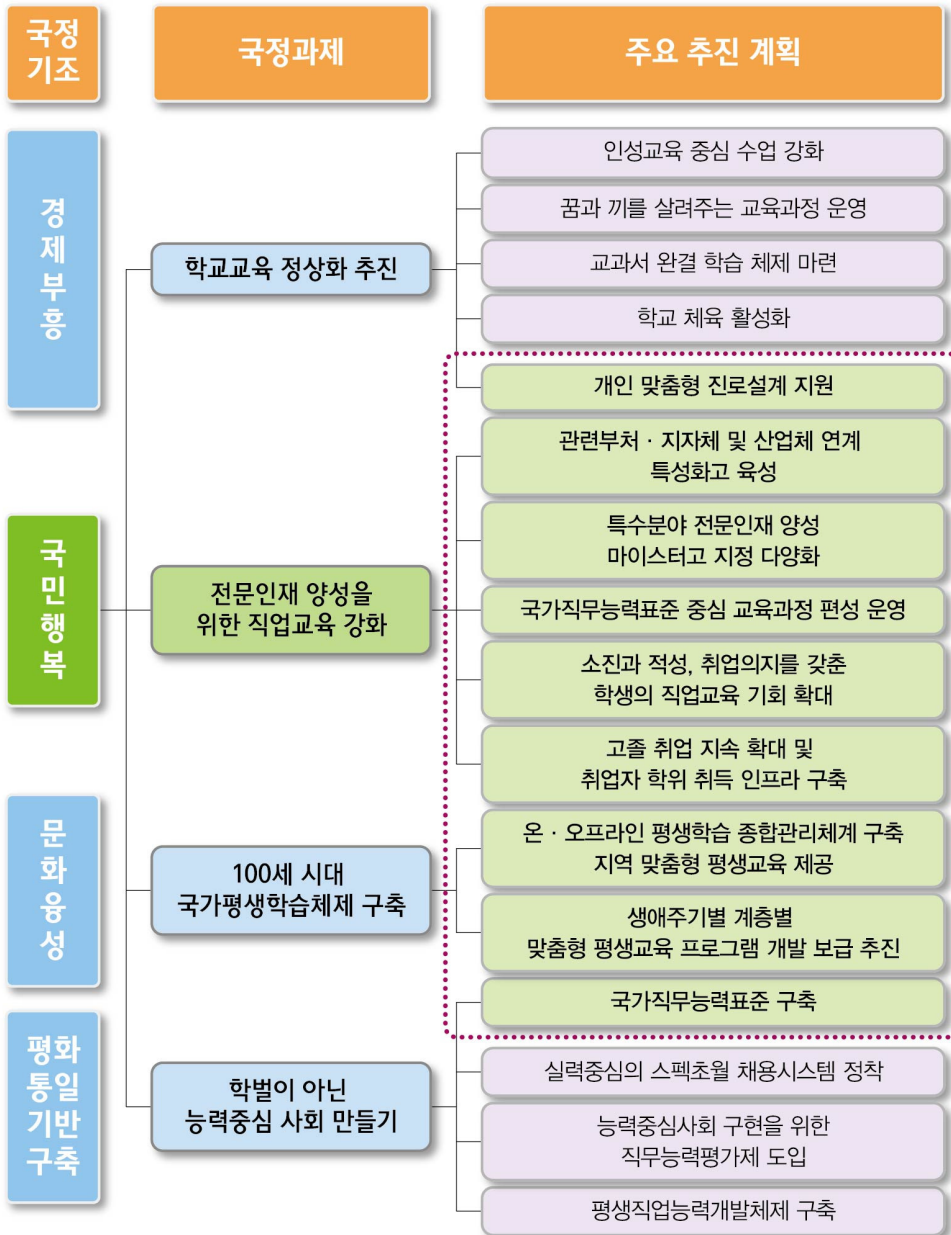 국정
기조
국정과제
주요 추진 계획
경
제
부
흥
국
민
행
복
문
화
융
성
평화
통일
기반
구축
학교교육 정상화 추진
인성교육 중심 수업 강화
꿈과 끼를 살려주는 교육과정 운영
교과서 완결 학습 체제 마련
학교 체육 활성화
개인 맞춤형 진로설계 지원
전문인재 양성을
위한 직업교육 강화
관련부처 · 지자체 및 산업체 연계
특성화고 육성
특수분야 전문인재 양성
마이스터고 지정 다양화
국가직무능력표준 중심 교육과정 편성 운영
소진과 적성, 취업의지를 갖춘
학생의 직업교육 기회 확대
고졸 취업 지속 확대 및
취업자 학위 취득 인프라 구축
100세 시대
국가평생학습체제 구축
온 · 오프라인 평생학습 종합관리체계 구축
지역 맞춤형 평생교육 제공
생애주기별 계층별
맞춤형 평생교육 프로그램 개발 보급 추진
학벌이 아닌
능력중심 사회 만들기
국가직무능력표준 구축
실력중심의 스펙초월 채용시스템 정착
능력중심사회 구현을 위한
직무능력평가제 도입
평생직업능력개발체제 구축